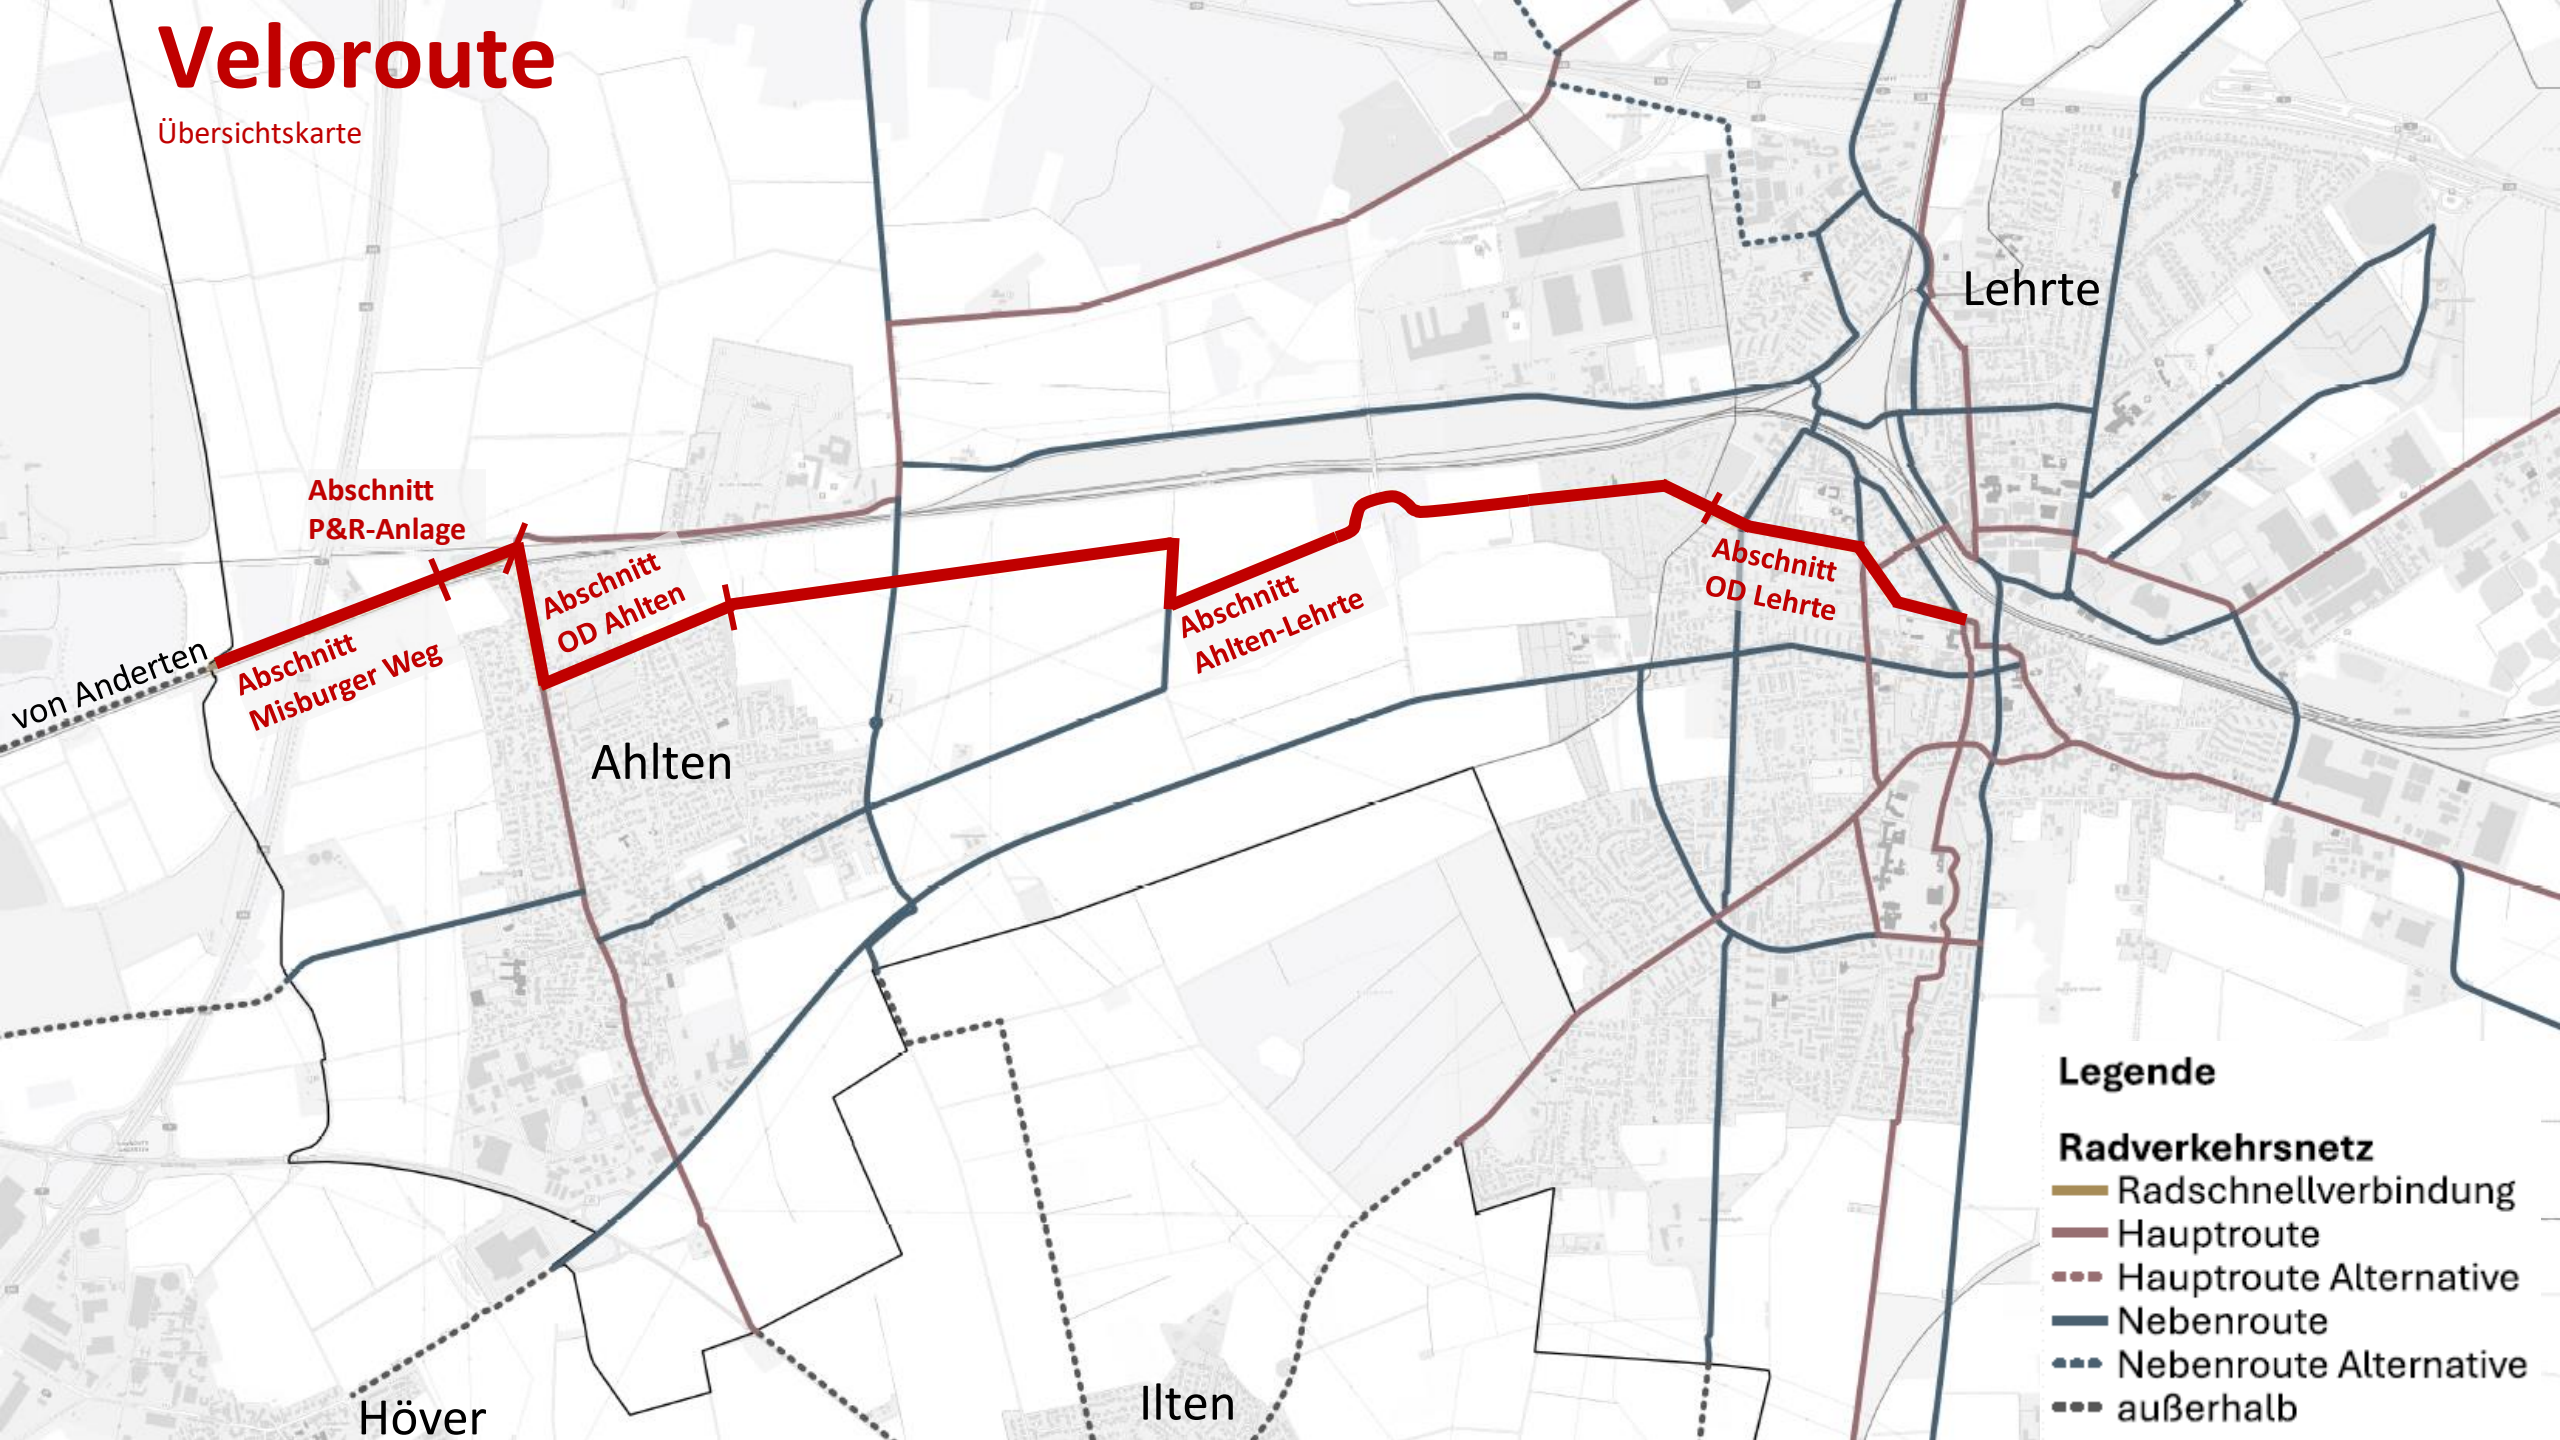 Veloroute
Übersichtskarte
Lehrte
Abschnitt
P&R-Anlage
Abschnitt
OD Ahlten
Abschnitt
OD Lehrte
Abschnitt
Ahlten-Lehrte
von Anderten
Abschnitt
Misburger Weg
Ahlten
Höver
Ilten
Legende
Radverkehrsnetz
Radschnellverbindung
Hauptroute
Hauptroute Alternative
Nebenroute
Nebenroute Alternative
außerhalb